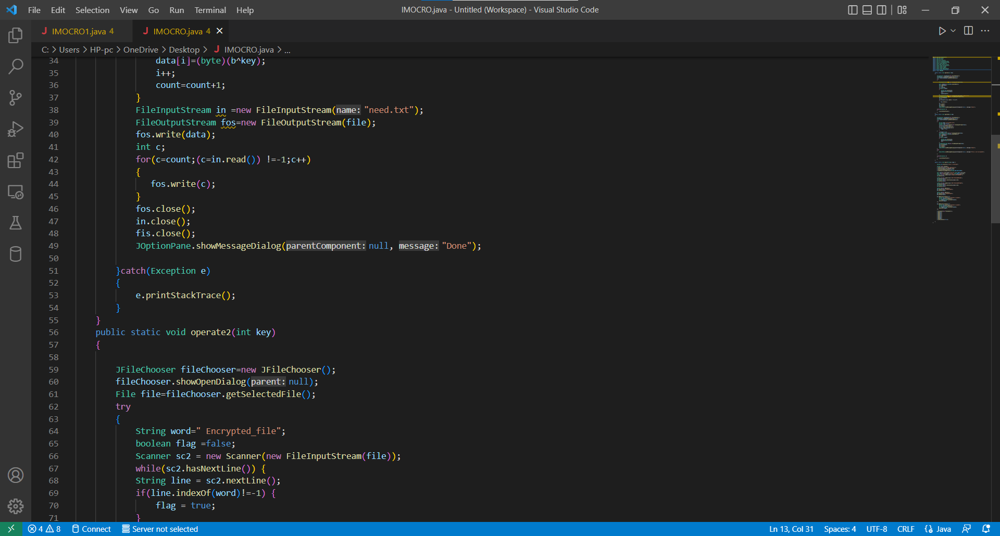 File Edit Selection View Go Run Terminal Help
IMOCRO.java - Untitled (Workspace) - Visual Studio Code
J IMOCRO1.java 4 J IMOCRO.java 4
C: > Users > HP-pc > OneDrive > Desktop > J IMOCRO.java > ...
34 data[i]=(byte)(b^key);
35 i++;
36 count=count+1;
37 }
38 FileInputStream in =new FileInputStream(name: "need.txt");
39 FileOutputStream fos=new FileOutputStream(file);
40 fos.write(data);
41 int c;
42 for(c=count;(c=in.read()) !=-1;c++)
43 {
44 fos.write(c);
45 }
46 fos.close();
47 in.close();
48 fis.close();
49 JOptionPane.showMessageDialog(parentComponent: null, message: "Done");
50
51 }catch(Exception e)
52 {
53 e.printStackTrace();
54 }
55 }
56 public static void operate2(int key)
57 {
58
59 JFileChooser fileChooser=new JFileChooser();
60 fileChooser.showOpenDialog(parent: null);
61 File file=fileChooser.getSelectedFile();
62 try
63 {
64 String word=" Encrypted_file";
65 boolean flag =false;
66 Scanner sc2 = new Scanner(new FileInputStream(file));
67 while(sc2.hasNextLine()) {
68 String line = sc2.nextLine();
69 if(line.indexOf(word)!=-1) {
70 flag = true;
71 }
4 8 Connect Server not selected
Ln 13, Col 31 Spaces: 4 UTF-8 CRLF {} Java